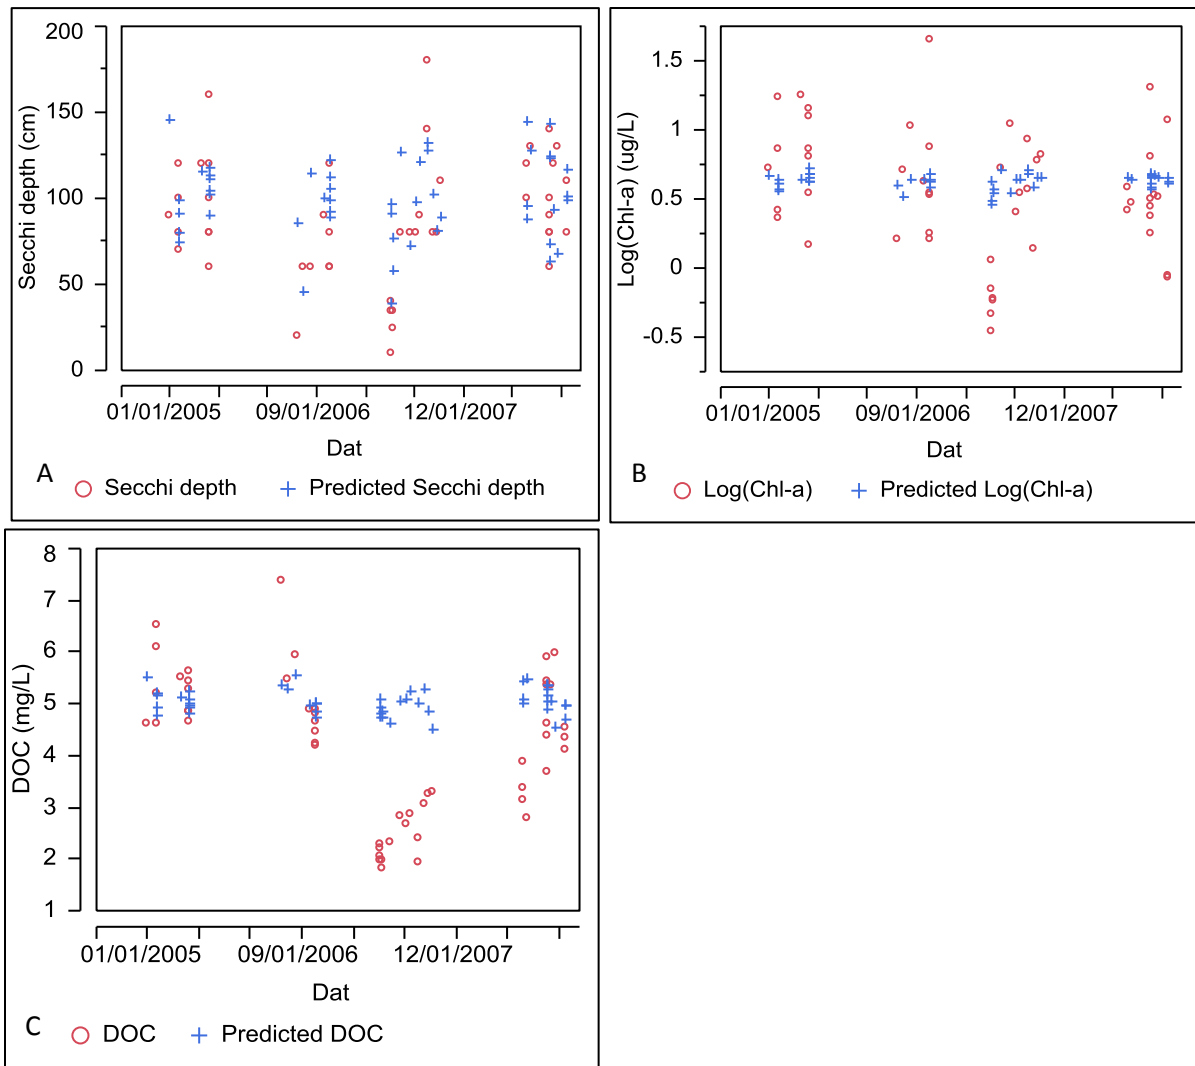 200
150
100
50
0
Secchi depth (cm)
01/01/2005 09/01/2006 12/01/2007
Dat
A Secchi depth Predicted Secchi depth
1.5
1
0.5
0
-0.5
Log(Chl-a) (ug/L)
01/01/2005 09/01/2006 12/01/2007
Dat
B Log(Chl-a) Predicted Log(Chl-a)
8
7
6
5
4
3
2
1
DOC (mg/L)
01/01/2005 09/01/2006 12/01/2007
Dat
C DOC Predicted DOC